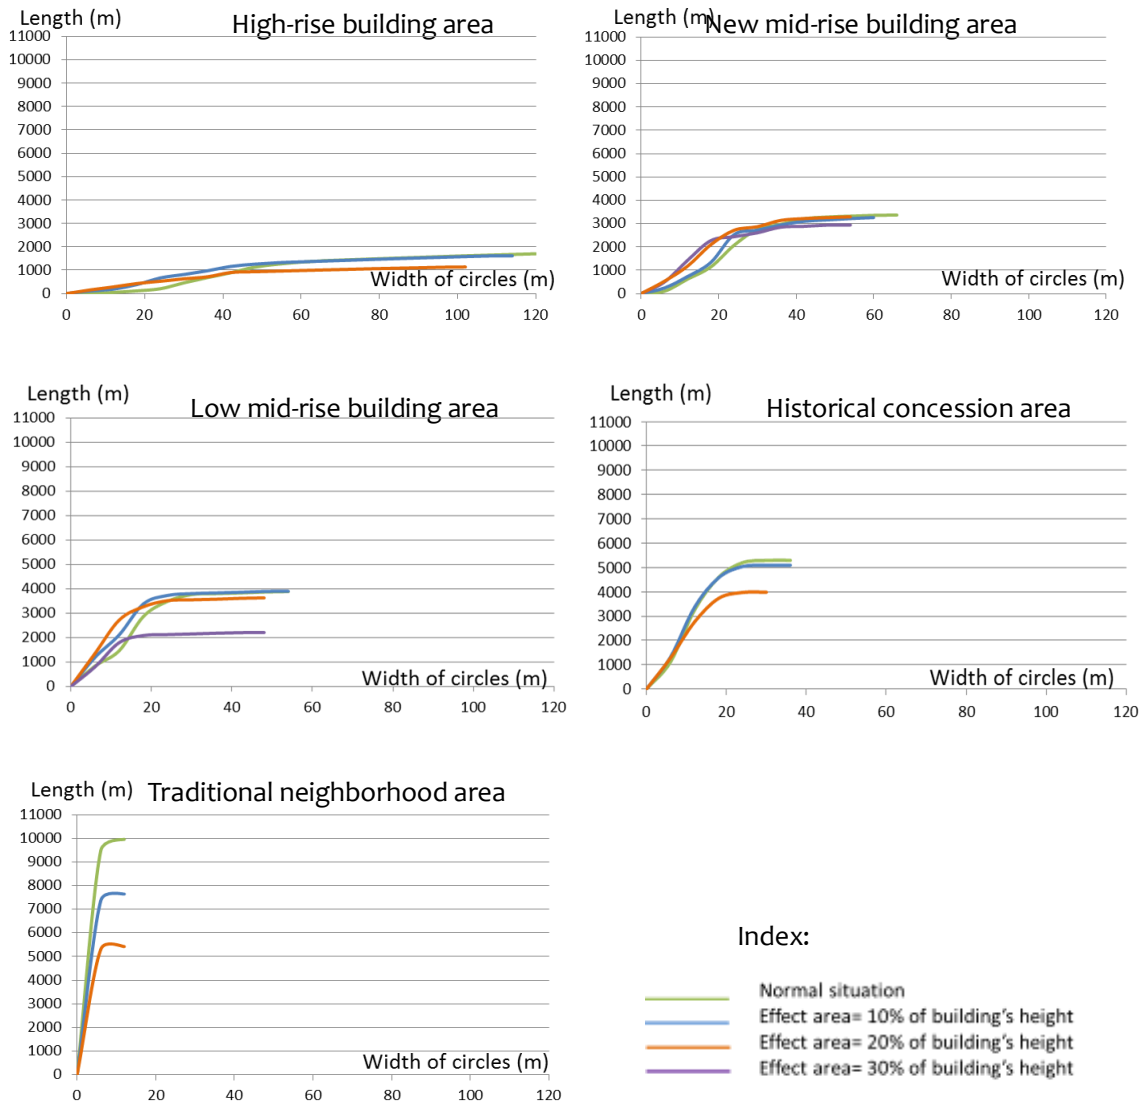 Length (m)
High-rise building area
11000
10000
9000
8000
7000
6000
5000
4000
3000
2000
1000
0
Width of circles (m)
0 20 40 60 80 100 120
Length (m)
New mid-rise building area
11000
10000
9000
8000
7000
6000
5000
4000
3000
2000
1000
0
Width of circles (m)
0 20 40 60 80 100 120
Length (m)
Low mid-rise building area
11000
10000
9000
8000
7000
6000
5000
4000
3000
2000
1000
0
Width of circles (m)
0 20 40 60 80 100 120
Length (m)
Historical concession area
11000
10000
9000
8000
7000
6000
5000
4000
3000
2000
1000
0
Width of circles (m)
0 20 40 60 80 100 120
Length (m)
Traditional neighborhood area
11000
10000
9000
8000
7000
6000
5000
4000
3000
2000
1000
0
Width of circles (m)
0 20 40 60 80 100 120
Index:
Normal situation
Effect area= 10% of building's height
Effect area= 20% of building's height
Effect area= 30% of building's height